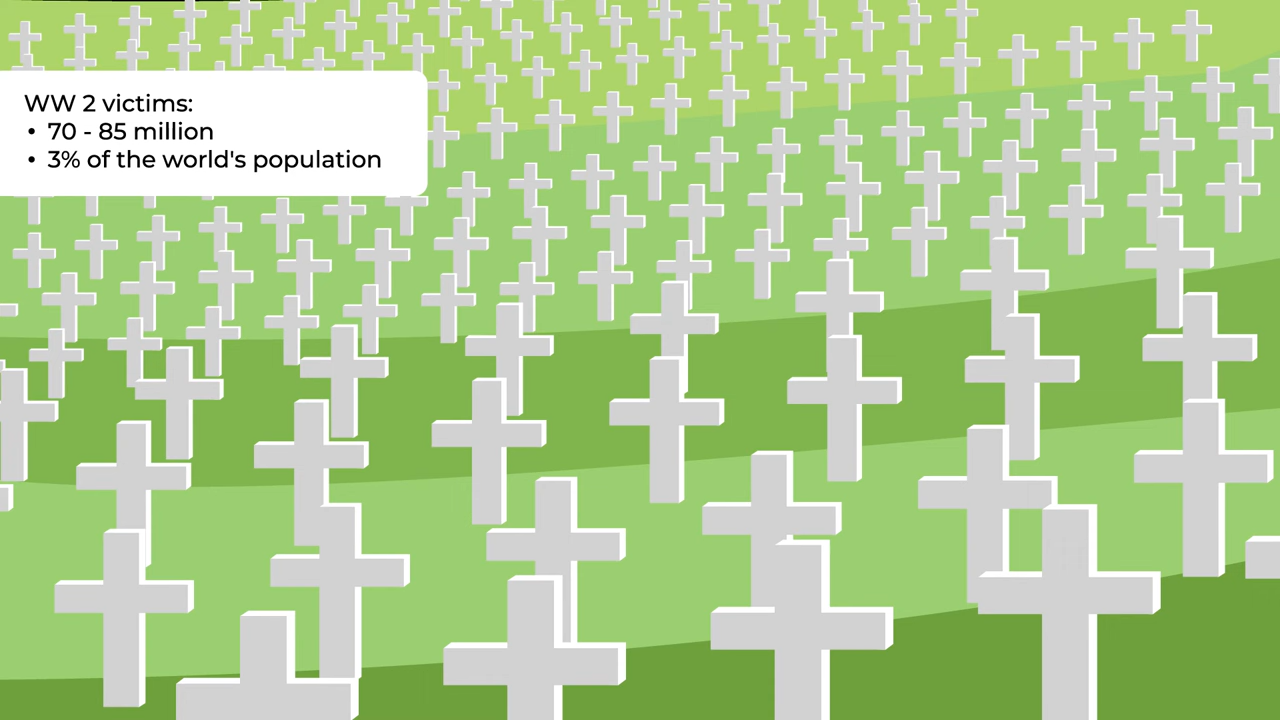 WW 2 victims:
• 70 - 85 million
• 3% of the world's population